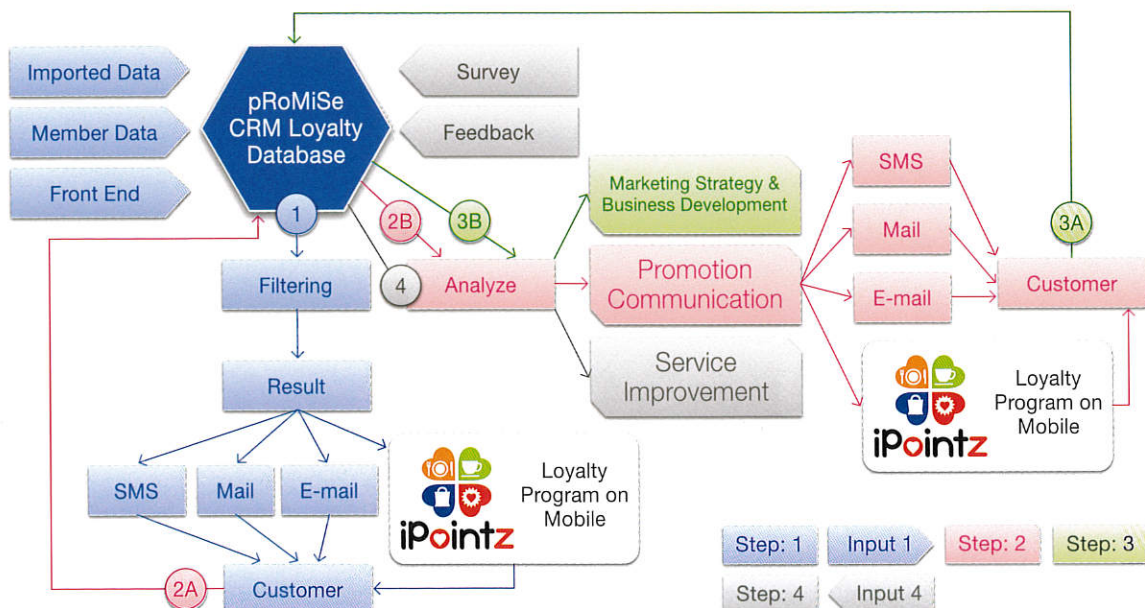 Imported Data
Member Data
Front End
pRoMiSe
CRM Loyalty
Database
Survey
Feedback
1
2B
3B
4
3A
Filtering
Analyze
Marketing Strategy &
Business Development
Promotion
Communication
Service
Improvement
SMS
Mail
E-mail
Customer
iPointz
Loyalty
Program on
Mobile
Result
SMS
Mail
E-mail
iPointz
Loyalty
Program on
Mobile
2A
Customer
Step: 1
Input 1
Step: 2
Step: 3
Step: 4
Input 4